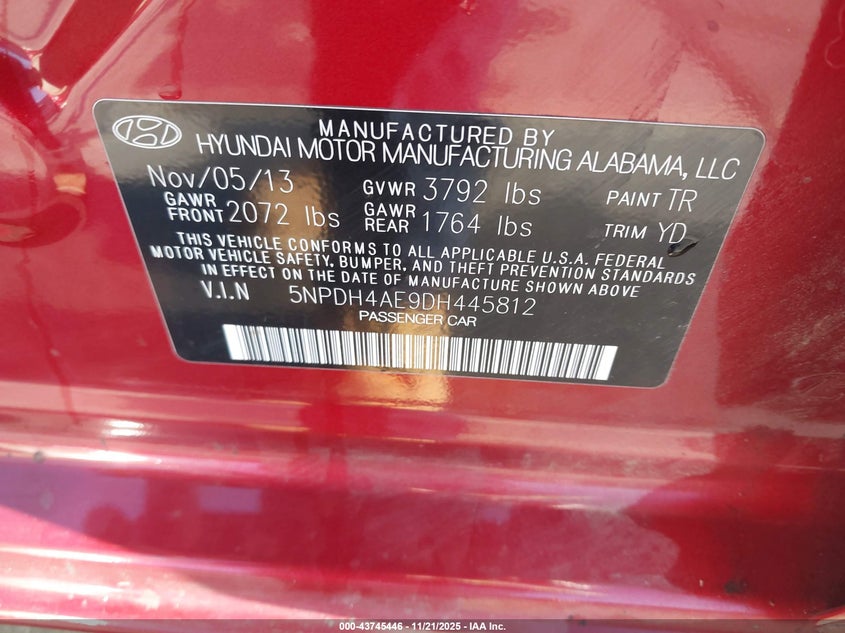 MANUFACTURED BY
HYUNDAI MOTOR MANUFACTURING ALABAMA, LLC
Nov/05/13 GVWR 3792 lbs PAINT TR
GAWR FRONT 2072 lbs GAWR REAR 1764 lbs TRIM YD
THIS VEHICLE CONFORMS TO ALL APPLICABLE U.S.A. FEDERAL
MOTOR VEHICLE SAFETY, BUMPER, AND THEFT PREVENTION STANDARDS
IN EFFECT ON THE DATE OF MANUFACTURE SHOWN ABOVE
V.I.N 5NPDH4AE9DH445812
PASSENGER CAR
000-43745446 - 11/21/2025 - IAA Inc.